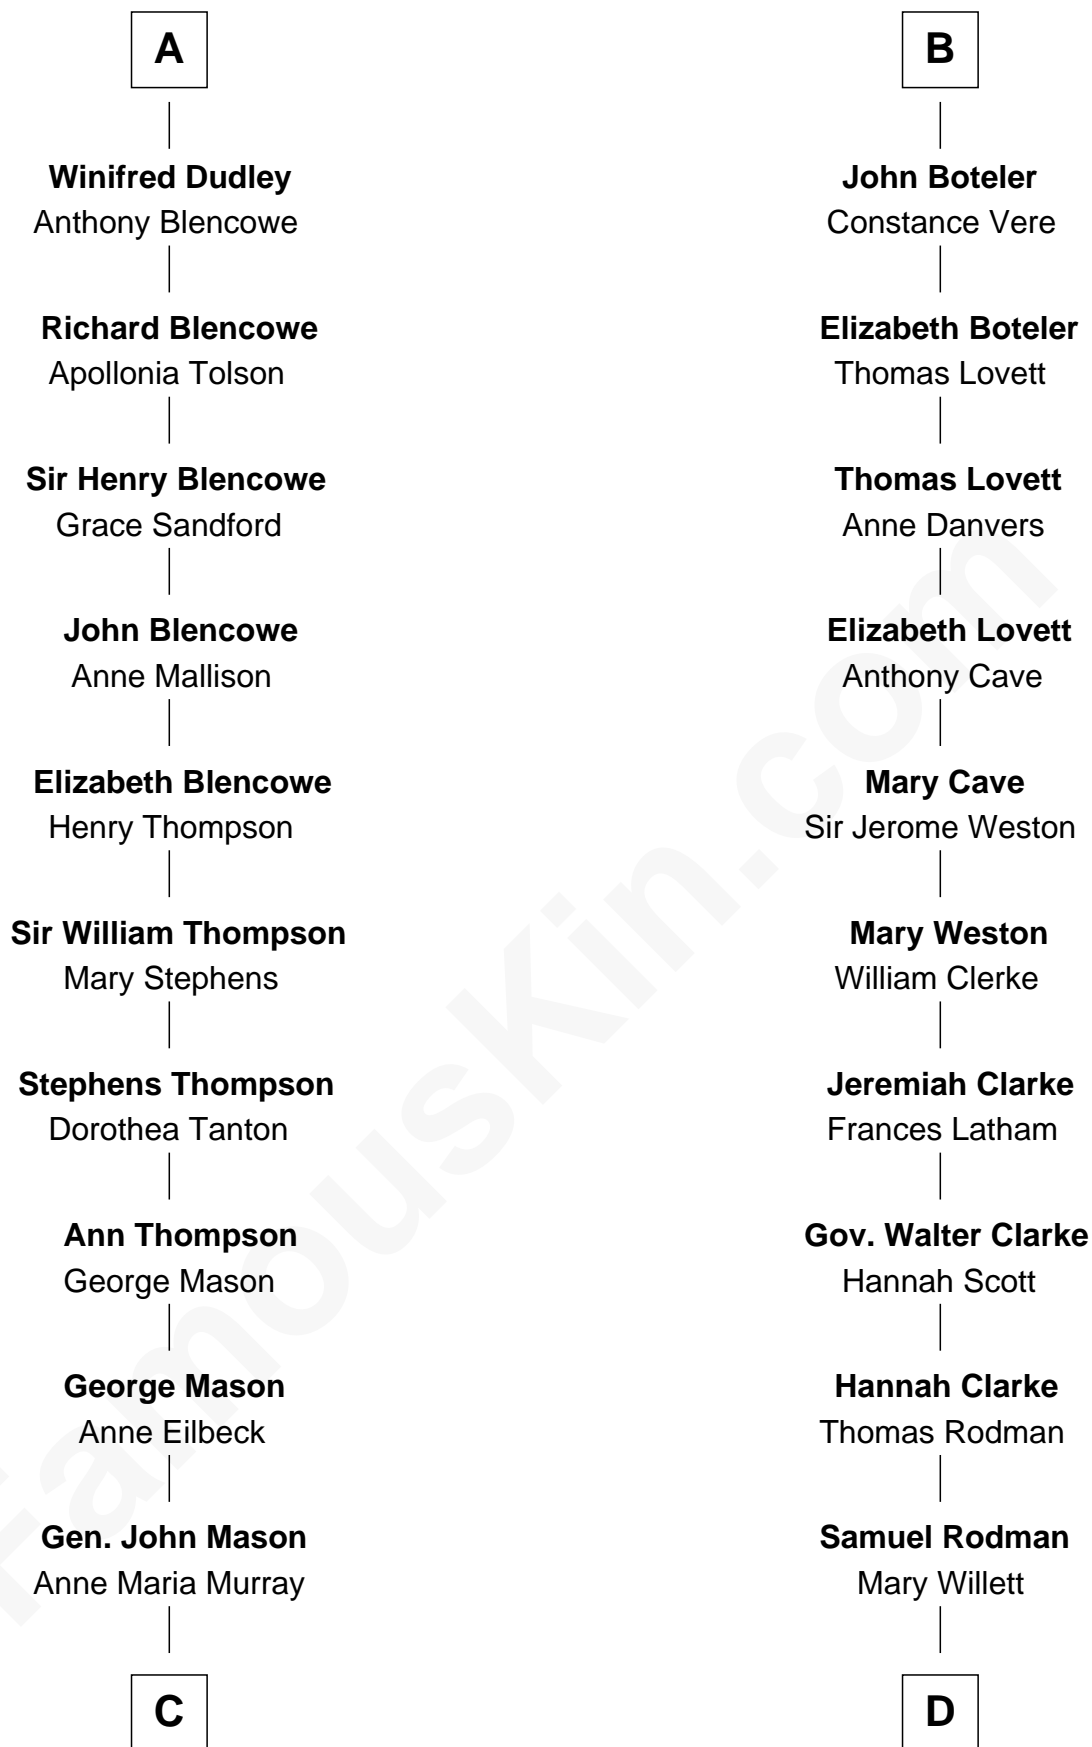 A
Winifred Dudley
Anthony Blencowe
Richard Blencowe
Apollonia Tolson
Sir Henry Blencowe
Grace Sandford
John Blencowe
Anne Mallison
Elizabeth Blencowe
Henry Thompson
Sir William Thompson
Mary Stephens
Stephens Thompson
Dorothea Tanton
Ann Thompson
George Mason
George Mason
Anne Eilbeck
Gen. John Mason
Anne Maria Murray
C
B
John Boteler
Constance Vere
Elizabeth Boteler
Thomas Lovett
Thomas Lovett
Anne Danvers
Elizabeth Lovett
Anthony Cave
Mary Cave
Sir Jerome Weston
Mary Weston
William Clerke
Jeremiah Clarke
Frances Latham
Gov. Walter Clarke
Hannah Scott
Hannah Clarke
Thomas Rodman
Samuel Rodman
Mary Willett
D
FamousKin.com